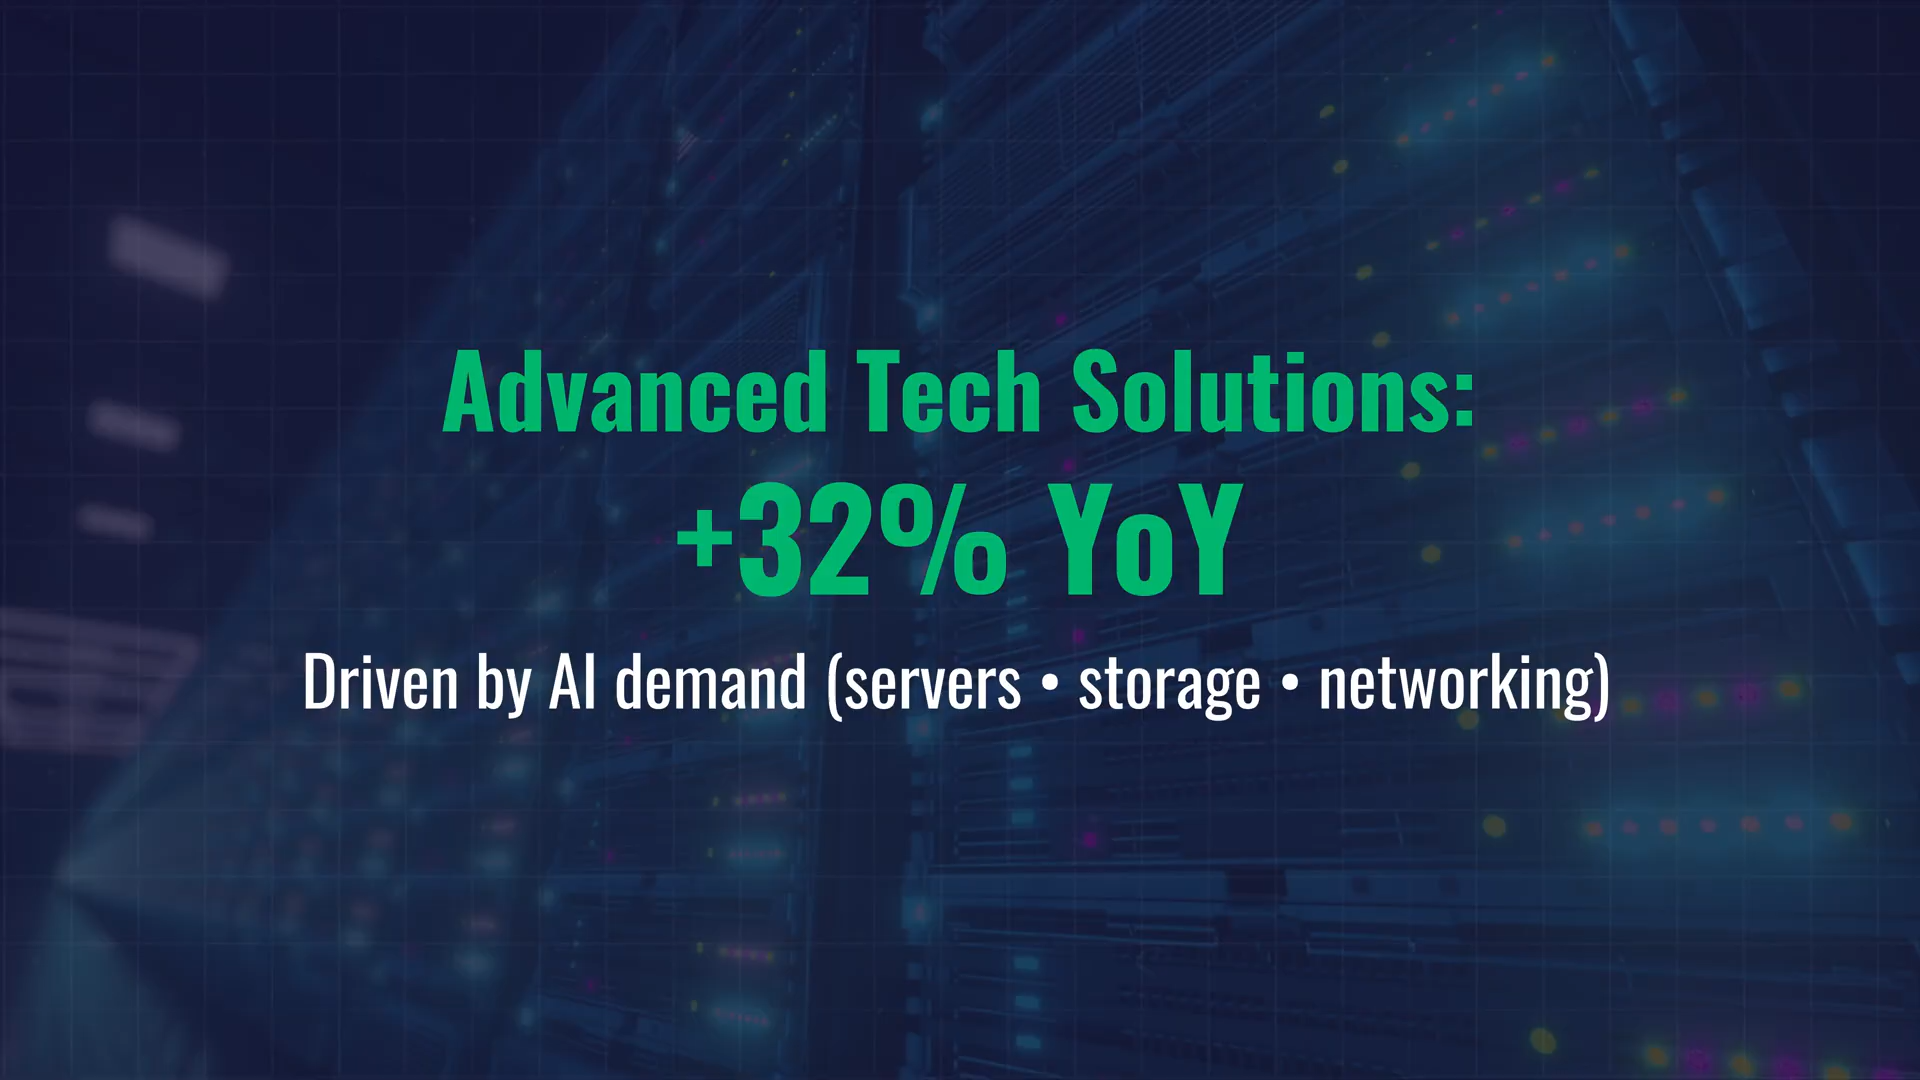 Advanced Tech Solutions:
+32% YoY
Driven by AI demand (servers • storage • networking)